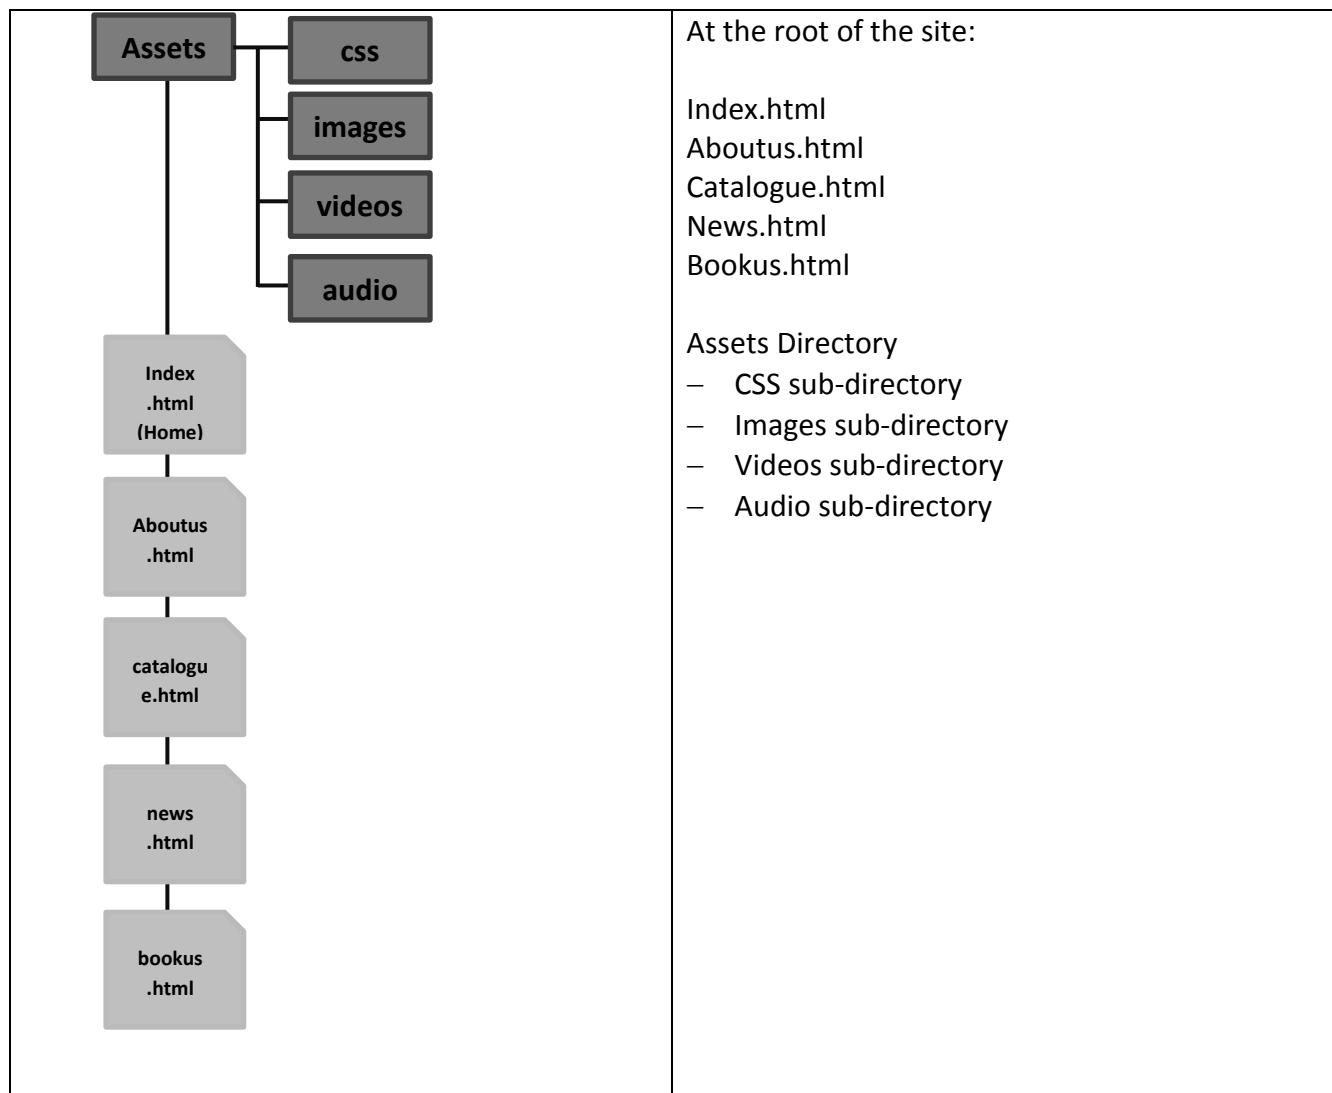 Assets
css
images
videos
audio
Index
.html
(Home)
Aboutus
.html
catalogu
e.html
news
.html
bookus
.html
At the root of the site:
Index.html
Aboutus.html
Catalogue.html
News.html
Bookus.html
Assets Directory
– CSS sub-directory
– Images sub-directory
– Videos sub-directory
– Audio sub-directory